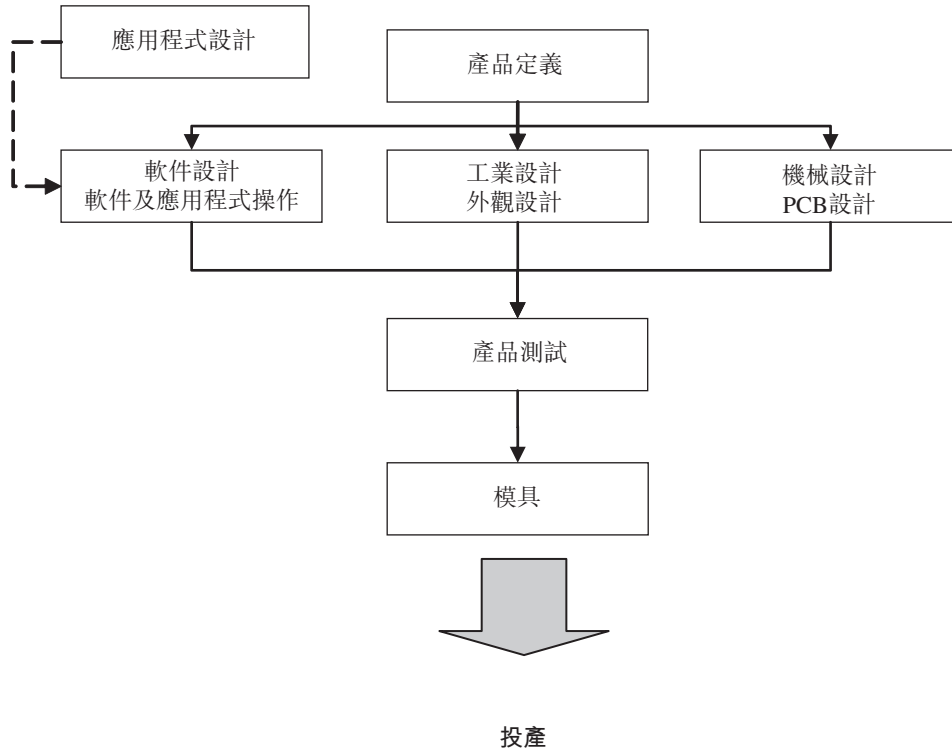 應用程式設計
產品定義
軟件設計
軟件及應用程式操作
工業設計
外觀設計
機械設計
PCB設計
產品測試
模具
投產